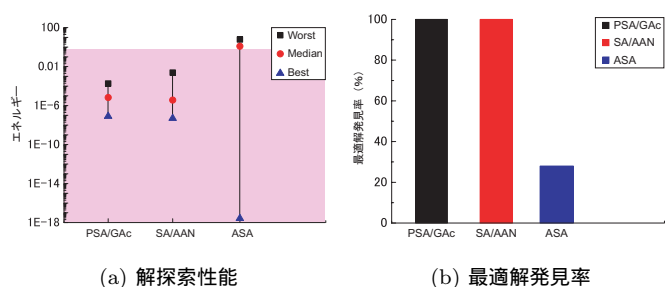 100
0.01
1E-6
1E-10
1E-14
1E-18
エネルギー
Worst
Median
Best
PSA/GAc
SA/AAN
ASA
(a) 解探索性能
100
80
60
40
20
0
最適解発見率 (%)
PSA/GAc
SA/AAN
ASA
PSA/GAc
SA/AAN
ASA
(b) 最適解発見率